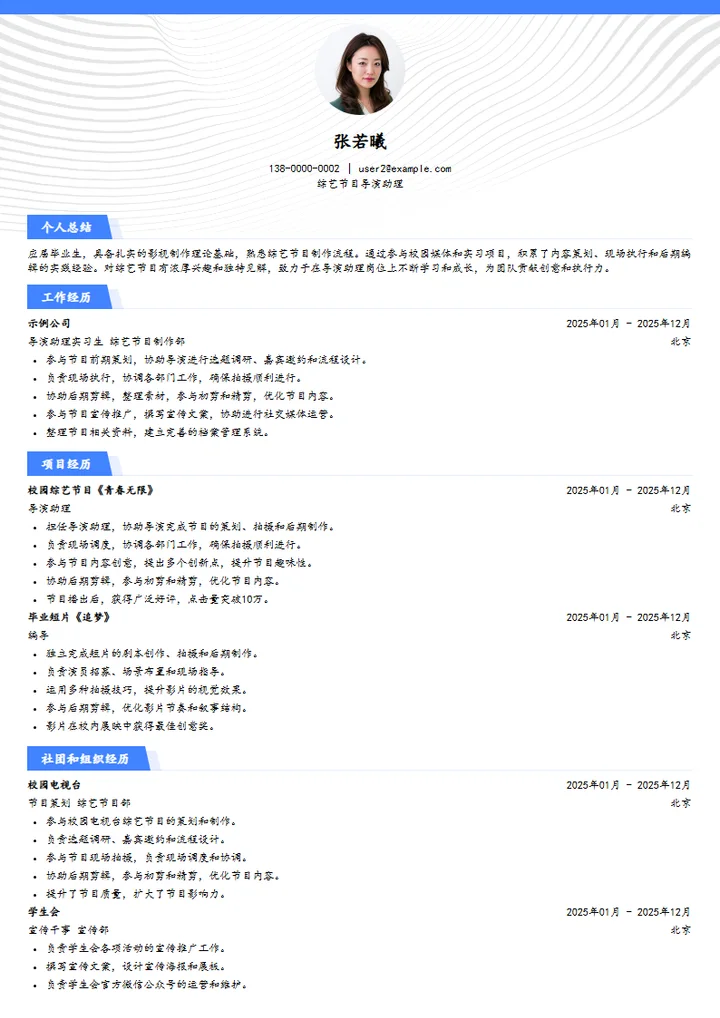 张若曦
138-0000-0002 | user2@example.com
综艺节目导演助理
个人总结
应届毕业生，具备扎实的影视制作理论基础，熟悉综艺节目制作流程。通过参与校园媒体和实习项目，积累了内容策划、现场执行和后期编
辑的实践经验。对综艺节目有浓厚兴趣和独特见解，致力于在导演助理岗位上不断学习和成长，为团队贡献创意和执行力。
工作经历
示例公司 2025年01月 - 2025年12月
导演助理实习生 综艺节目制作部 北京
• 参与节目前期策划，协助导演进行选题调研、嘉宾邀约和流程设计。
• 负责现场执行，协调各部门工作，确保拍摄顺利进行。
• 协助后期剪辑，整理素材，参与初剪和精剪，优化节目内容。
• 参与节目宣传推广，撰写宣传文案，协助进行社交媒体运营。
• 整理节目相关资料，建立完善的档案管理系统。
项目经历
校园综艺节目《青春无限》 2025年01月 - 2025年12月
导演助理 北京
• 担任导演助理，协助导演完成节目的策划、拍摄和后期制作。
• 负责现场调度，协调各部门工作，确保拍摄顺利进行。
• 参与节目内容创意，提出多个创新点，提升节目趣味性。
• 协助后期剪辑，参与初剪和精剪，优化节目内容。
• 节目播出后，获得广泛好评，点击量突破10万。
毕业短片《追梦》 2025年01月 - 2025年12月
编导 北京
• 独立完成短片的剧本创作、拍摄和后期制作。
• 负责演员招募、场景布置和现场指导。
• 运用多种拍摄技巧，提升影片的视觉效果。
• 参与后期剪辑，优化影片节奏和叙事结构。
• 影片在校内展映中获得最佳创意奖。
社团和组织经历
校园电视台 2025年01月 - 2025年12月
节目策划 综艺节目部 北京
• 参与校园电视台综艺节目的策划和制作。
• 负责选题调研、嘉宾邀约和流程设计。
• 参与节目现场拍摄，负责现场调度和协调。
• 协助后期剪辑，参与初剪和精剪，优化节目内容。
• 提升了节目质量，扩大了节目影响力。
学生会 2025年01月 - 2025年12月
宣传干事 宣传部 北京
• 负责学生会各项活动的宣传推广工作。
• 撰写宣传文案，设计宣传海报和展板。
• 负责学生会官方微信公众号的运营和维护。